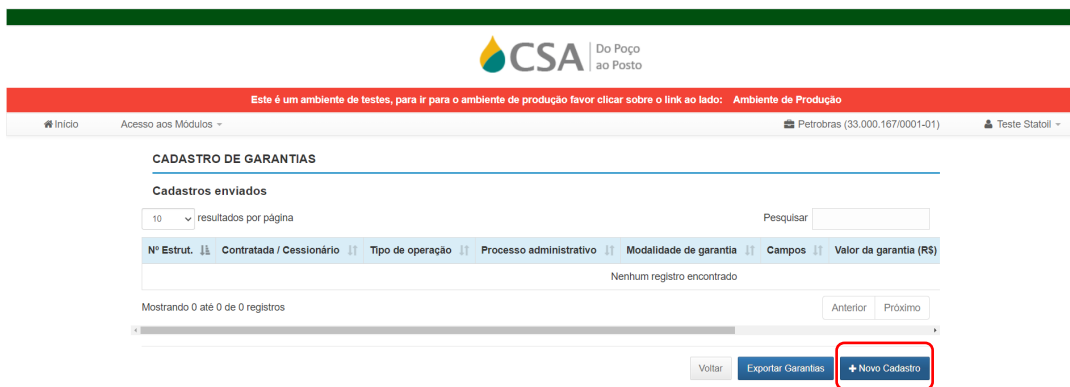 CSA Do Poço
ao Posto
Este é um ambiente de testes, para ir para o ambiente de produção favor clicar sobre o link ao lado: Ambiente de Produção
Início Acesso aos Módulos Petrobras (33.000.167/0001-01) Teste Statoil
CADASTRO DE GARANTIAS
Cadastros enviados
10 resultados por página Pesquisar
Nº Estrut. Contratada / Cessionário Tipo de operação Processo administrativo Modalidade de garantia Campos Valor da garantia (R$)
Nenhum registro encontrado
Mostrando 0 até 0 de 0 registros Anterior Próximo
Voltar Exportar Garantias + Novo Cadastro